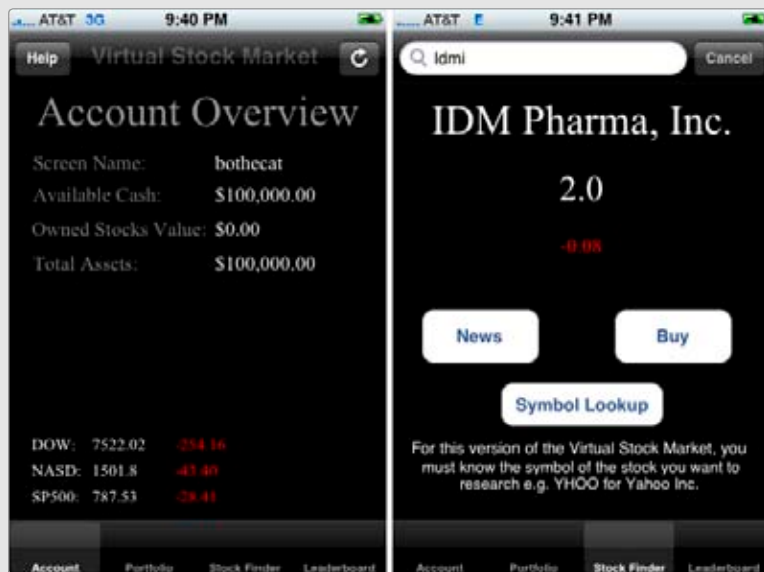 AT&T 3G 9:40 PM
Help Virtual Stock Market
Account Overview
Screen Name: bothecat
Available Cash: $100,000.00
Owned Stocks Value: $0.00
Total Assets: $100,000.00
DOW: 7522.02 -254.16
NASD: 1501.8 -43.40
SP500: 787.53 -28.41
Account Portfolio Stock Finder Leaderboard
AT&T E 9:41 PM
Idmi Cancel
IDM Pharma, Inc.
2.0
-0.08
News Buy
Symbol Lookup
For this version of the Virtual Stock Market, you
must know the symbol of the stock you want to
research e.g. YHOO for Yahoo Inc.
Account Portfolio Stock Finder Leaderboard